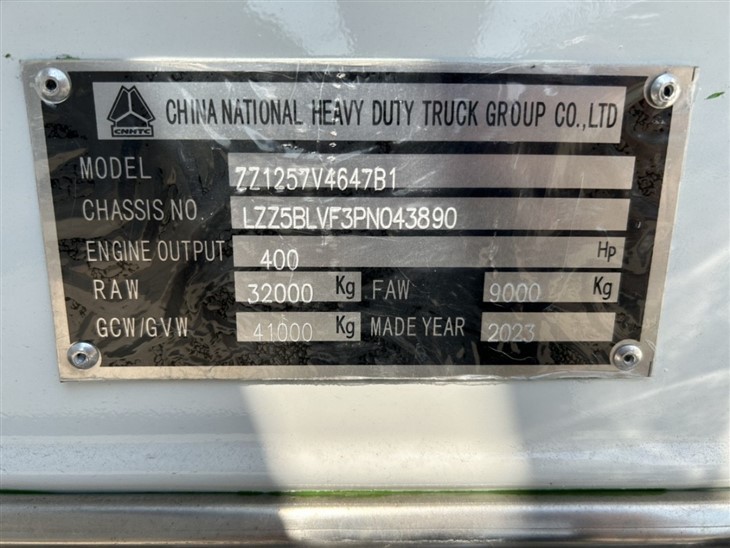 CNHTC CHINA NATIONAL HEAVY DUTY TRUCK GROUP CO.,LTD
MODEL ZZ1257V4647B1
CHASSIS NO. LZZ5BLVF3PN043890
ENGINE OUTPUT 400 Hp
RAW 32000 Kg FAW 9000 Kg
GCW/GVW 41000 Kg MADE YEAR 2023